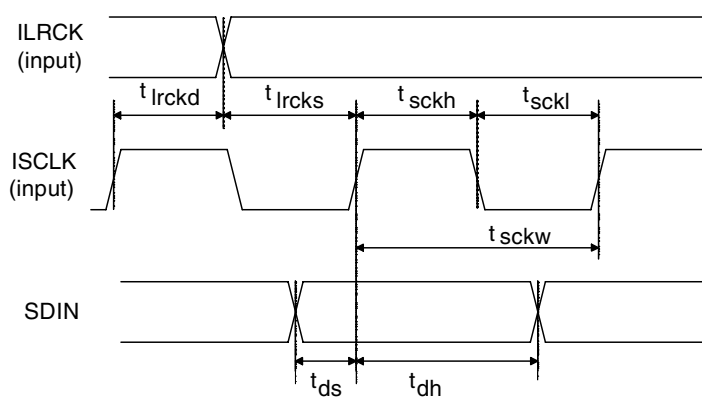 ILRCK
(input)
t lrckd
t lrcks
t sckh
t sckl
ISCLK
(input)
t sckw
SDIN
t ds
t dh